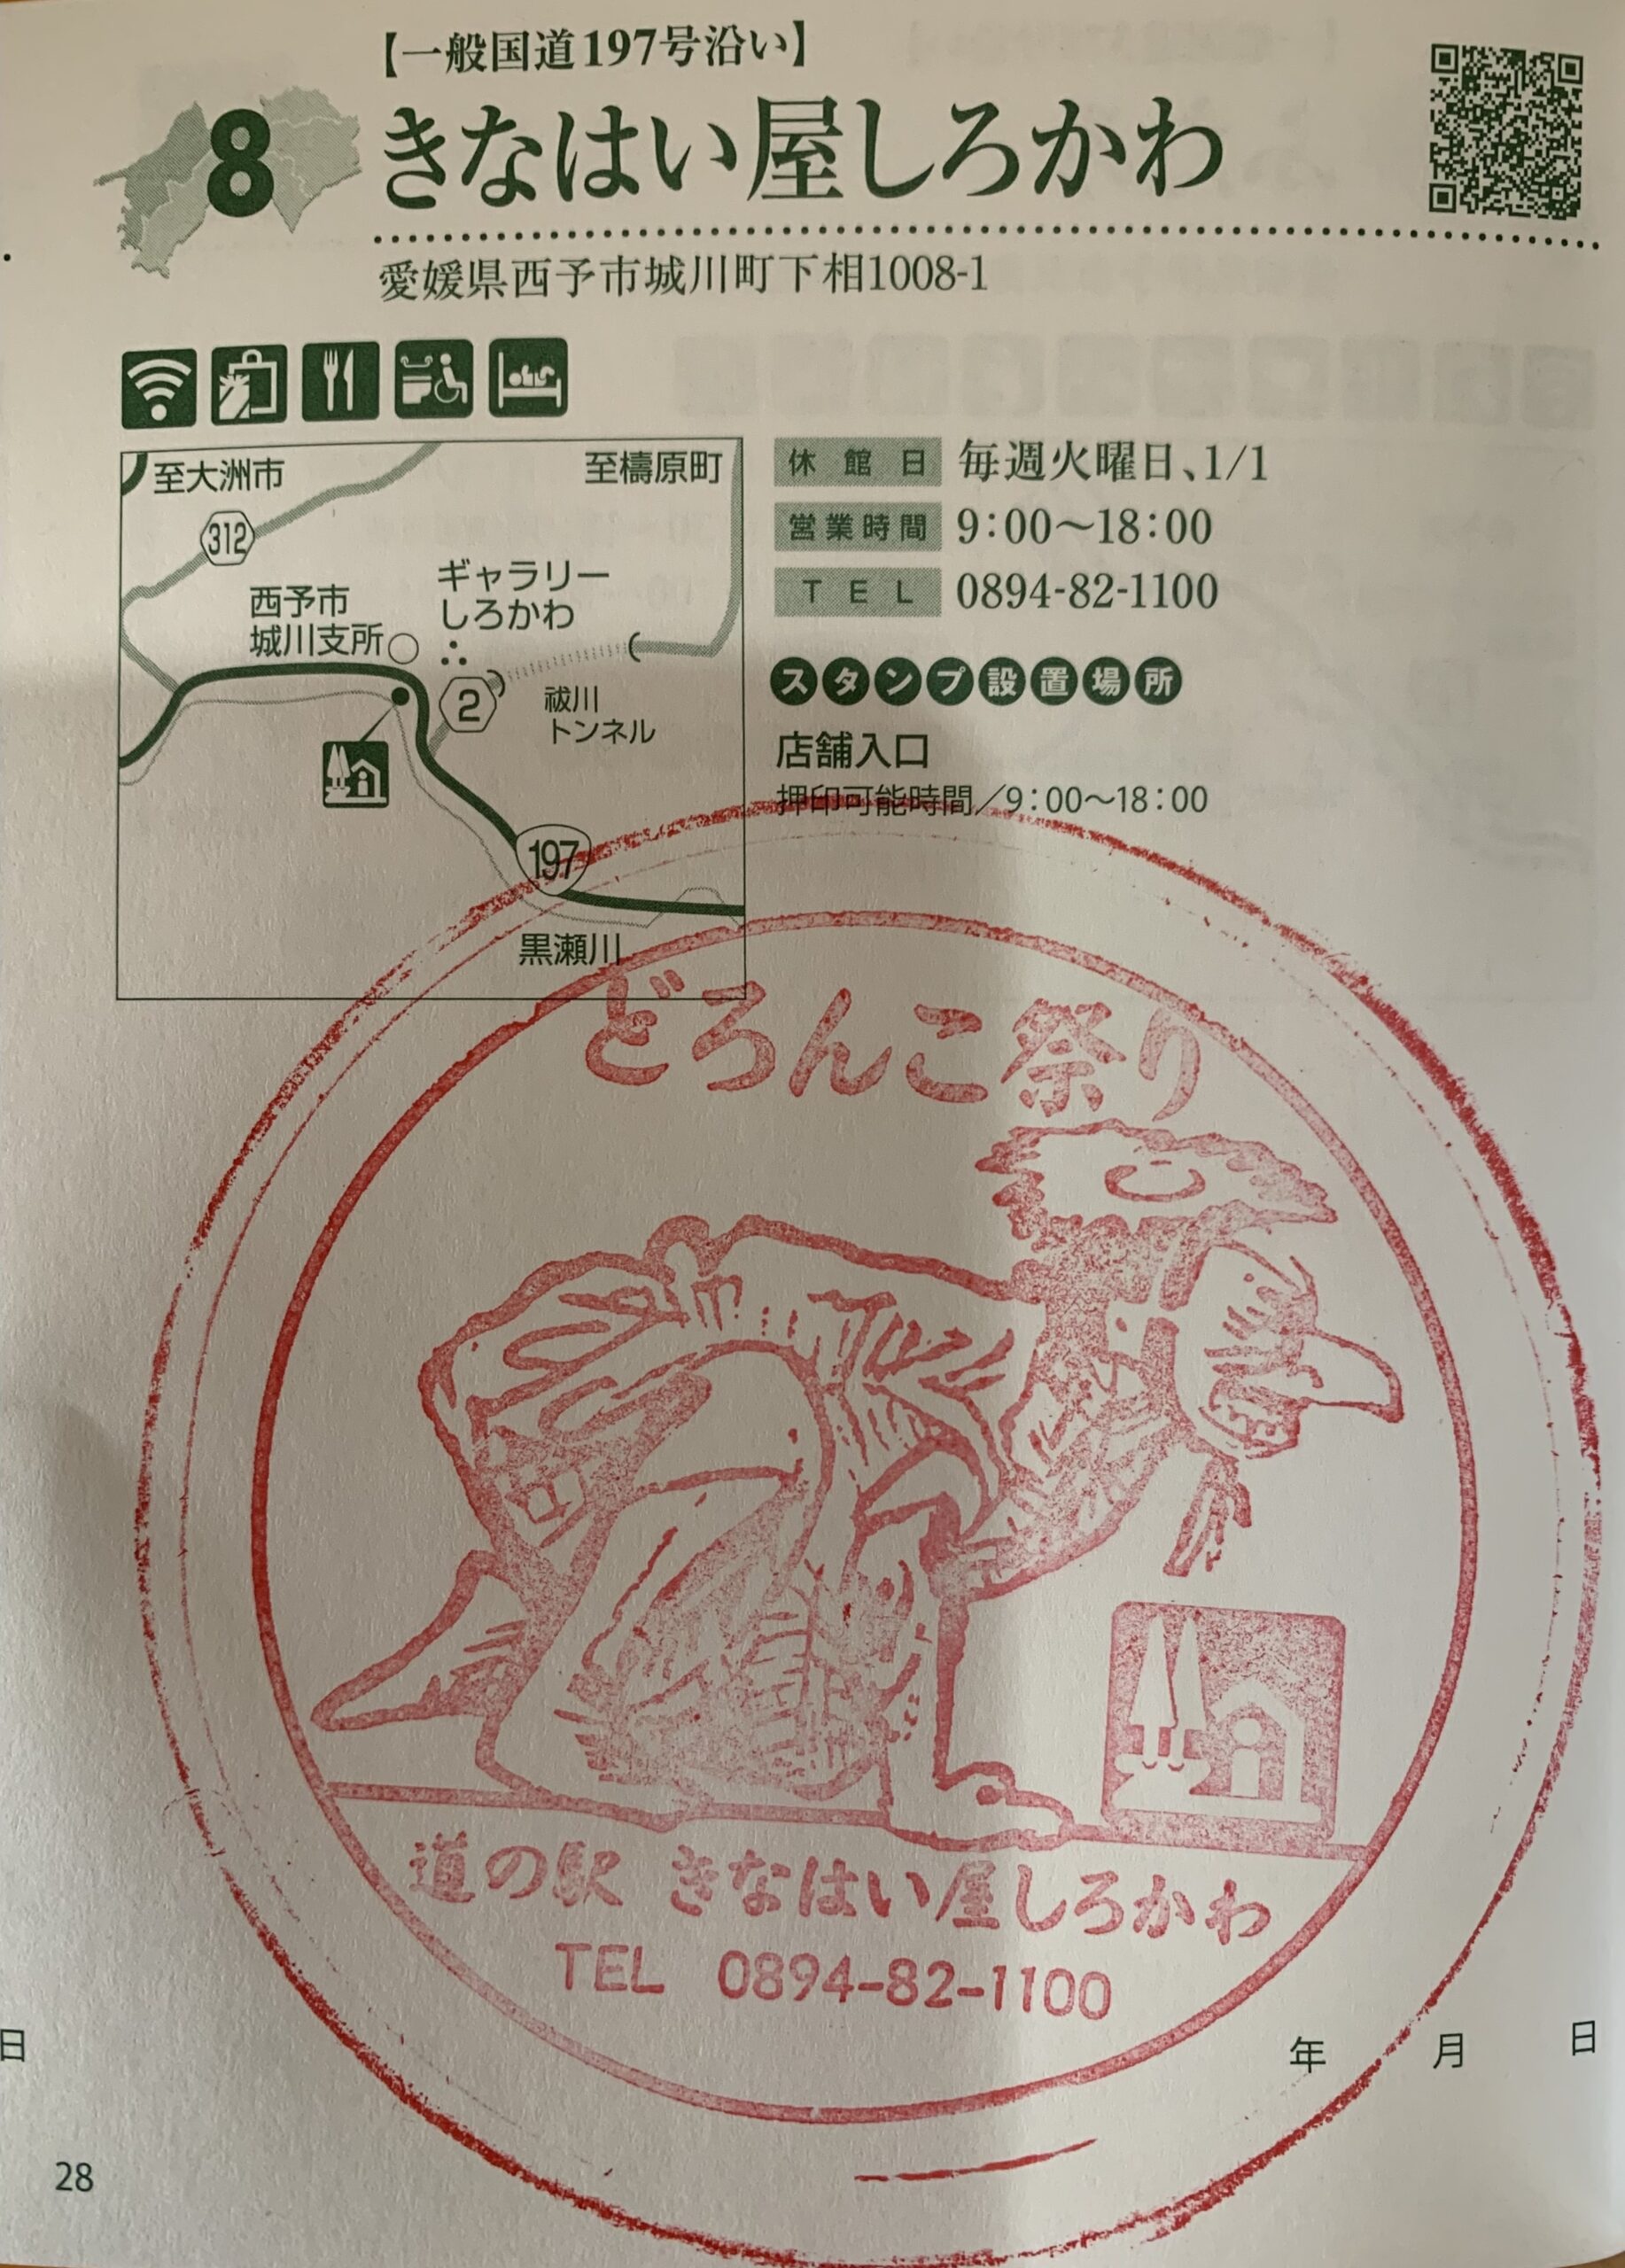 【一般国道197号沿い】
8
きなはい屋しろかわ
愛媛県西予市城川町下相1008-1
至大洲市
至檮原町
312
ギャラリー
しろかわ
西予市
城川支所
2
祓川
トンネル
197
黒瀬川
休館日 毎週火曜日、1/1
営業時間 9:00〜18:00
TEL 0894-82-1100
スタンプ設置場所
店舗入口
押印可能時間/9:00〜18:00
どろんこ祭り
道の駅 きなはい屋しろかわ
TEL 0894-82-1100
日
年 月 日
28